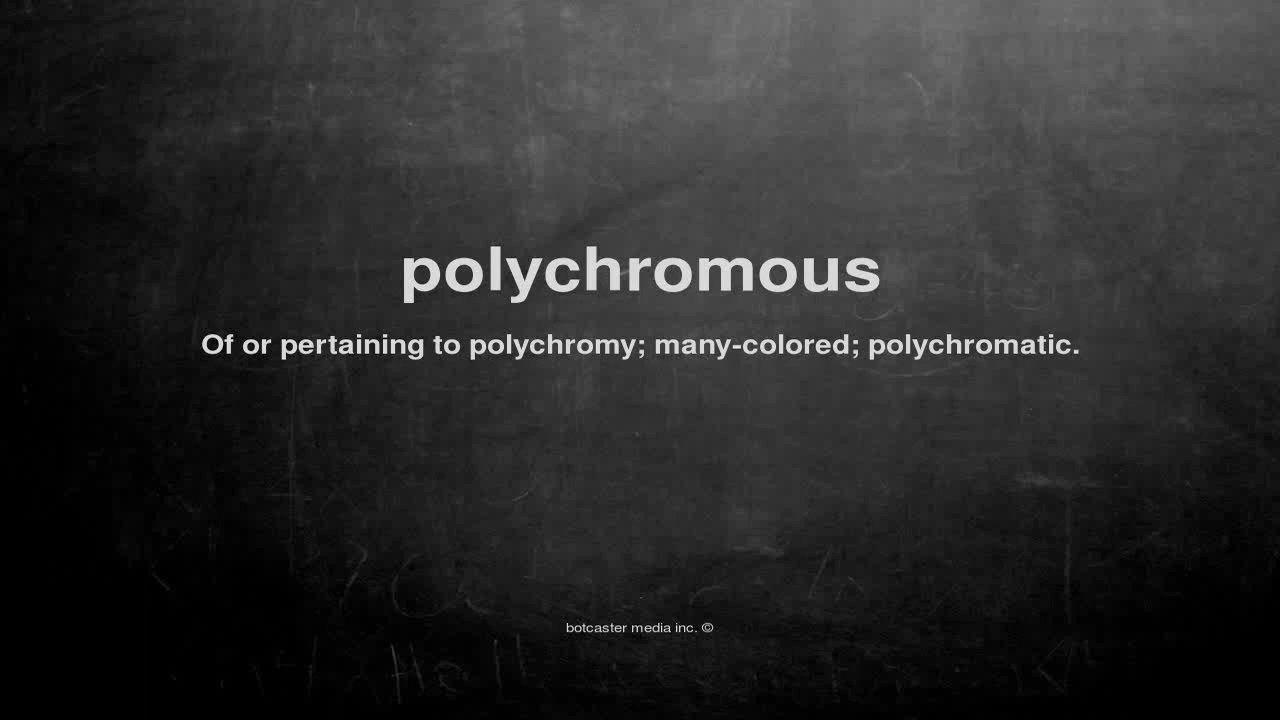 polychromous
Of or pertaining to polychromy; many-colored; polychromatic.
botcaster media inc. ©